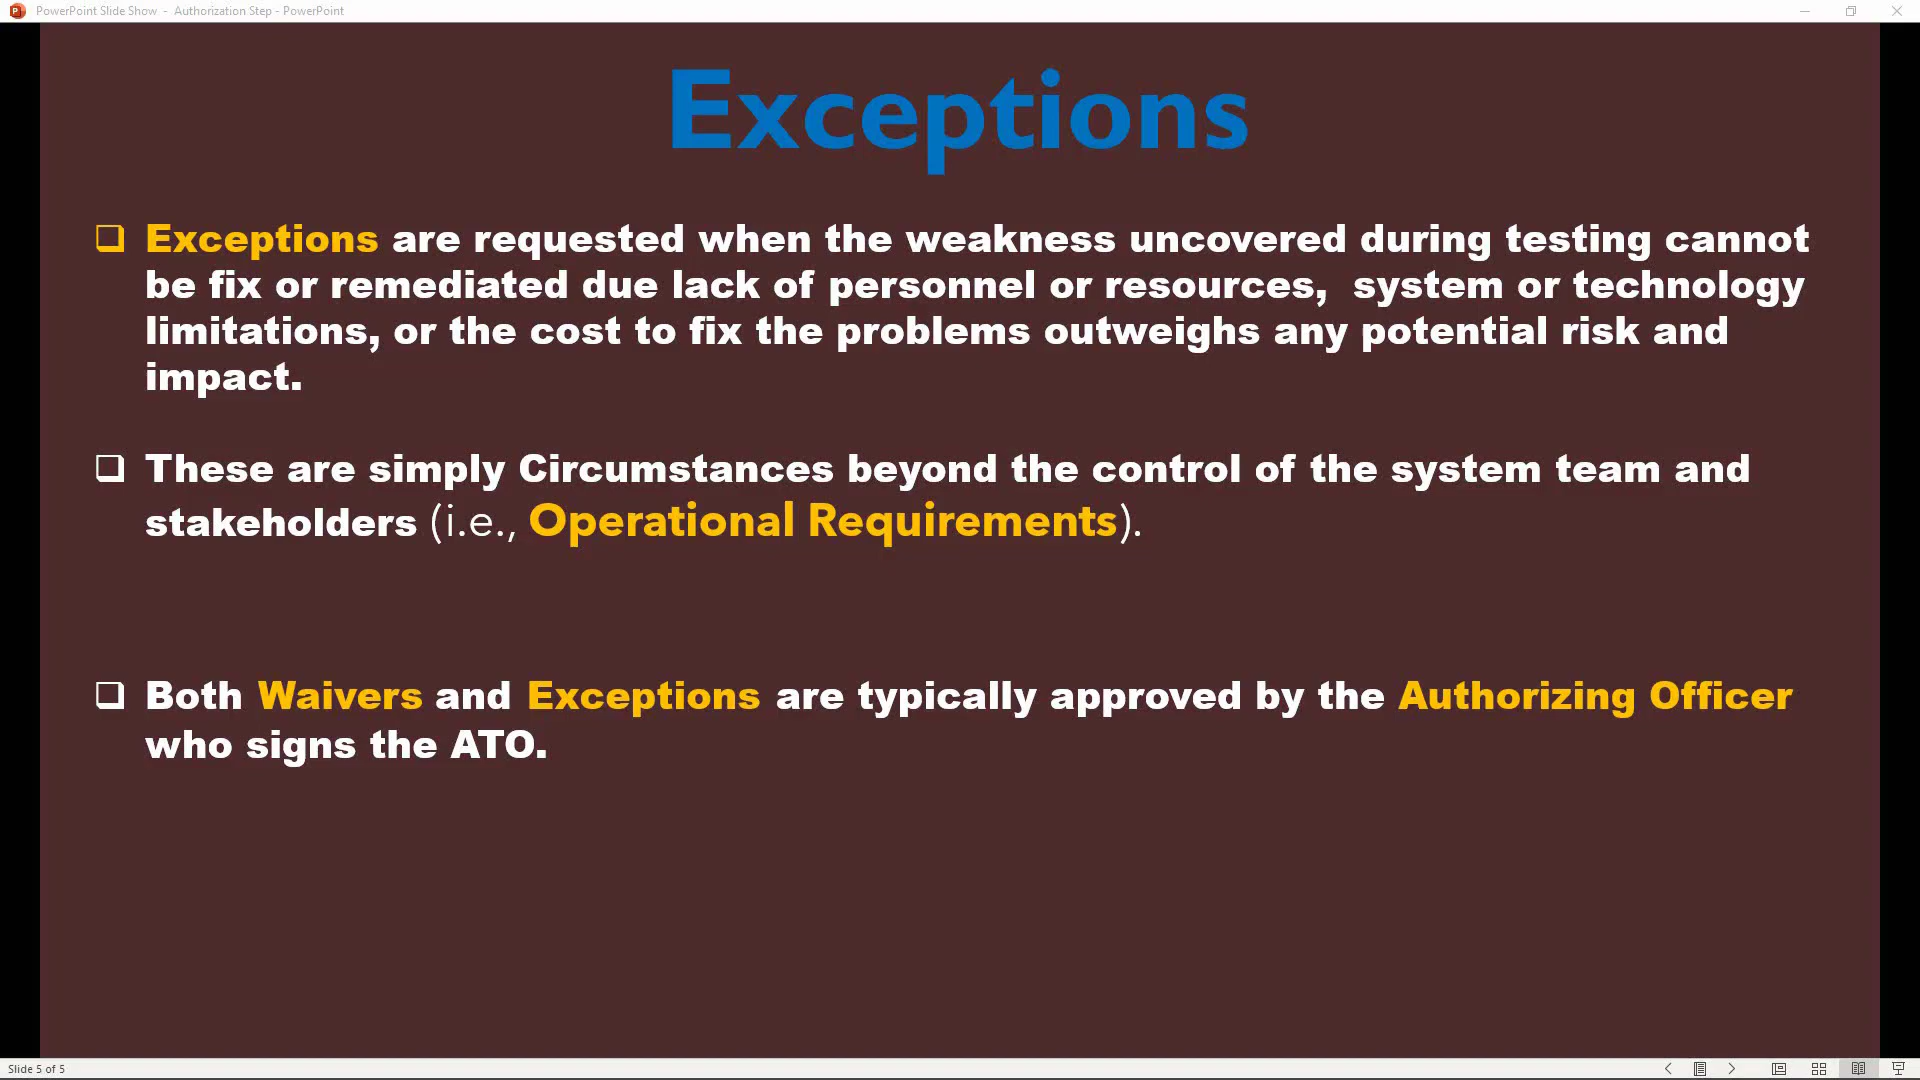 PowerPoint Slide Show - Authorization Step - PowerPoint
Exceptions
Exceptions are requested when the weakness uncovered during testing cannot
be fix or remediated due lack of personnel or resources, system or technology
limitations, or the cost to fix the problems outweighs any potential risk and
impact.
These are simply Circumstances beyond the control of the system team and
stakeholders (i.e., Operational Requirements).
Both Waivers and Exceptions are typically approved by the Authorizing Officer
who signs the ATO.
Slide 5 of 5